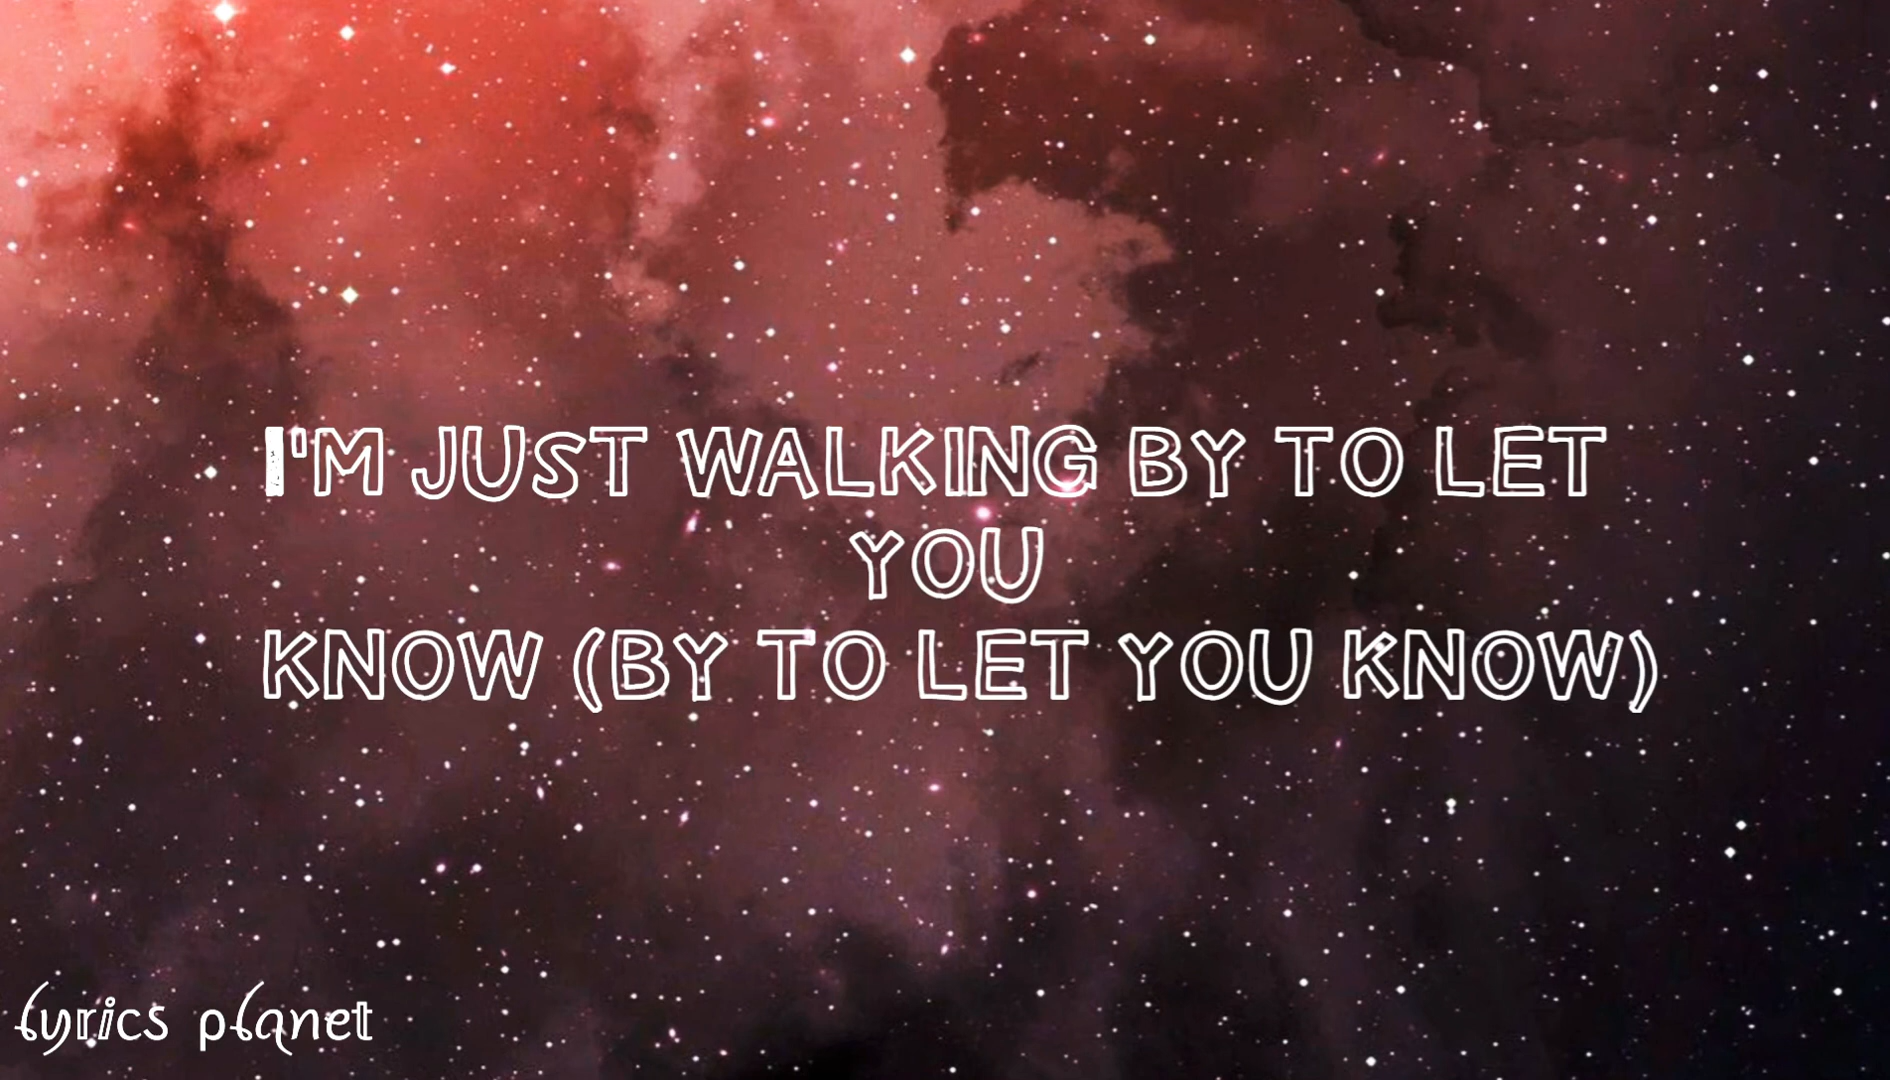 I'M JUST WALKING BY TO LET
YOU
KNOW (BY TO LET YOU KNOW)
lyrics planet